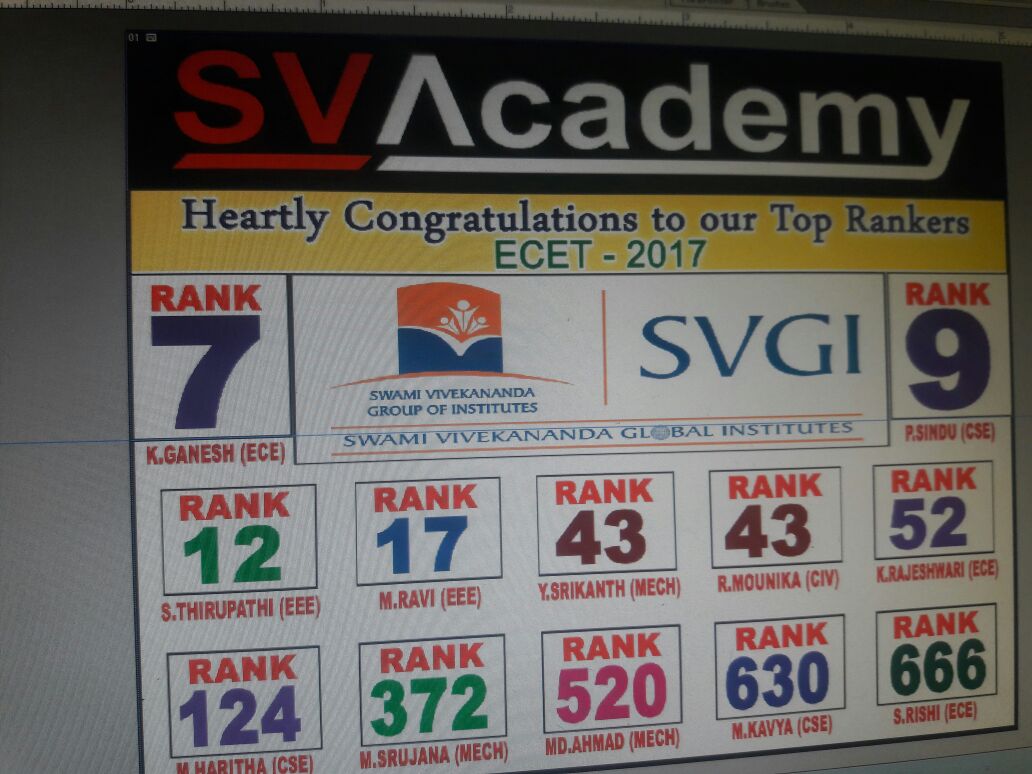 01
SVAcademy
Heartly Congratulations to our Top Rankers
ECET - 2017
RANK
7
K.GANESH (ECE)
SWAMI VIVEKANANDA
GROUP OF INSTITUTES
SVGI
SWAMI VIVEKANANDA GLOBAL INSTITUTES
RANK
9
P.SINDU (CSE)
RANK
12
S.THIRUPATHI (EEE)
RANK
17
M.RAVI (EEE)
RANK
43
Y.SRIKANTH (MECH)
RANK
43
R.MOUNIKA (CIV)
RANK
52
K.RAJESHWARI (ECE)
RANK
124
M.HARITHA (CSE)
RANK
372
M.SRUJANA (MECH)
RANK
520
MD.AHMAD (MECH)
RANK
630
M.KAVYA (CSE)
RANK
666
S.RISHI (ECE)